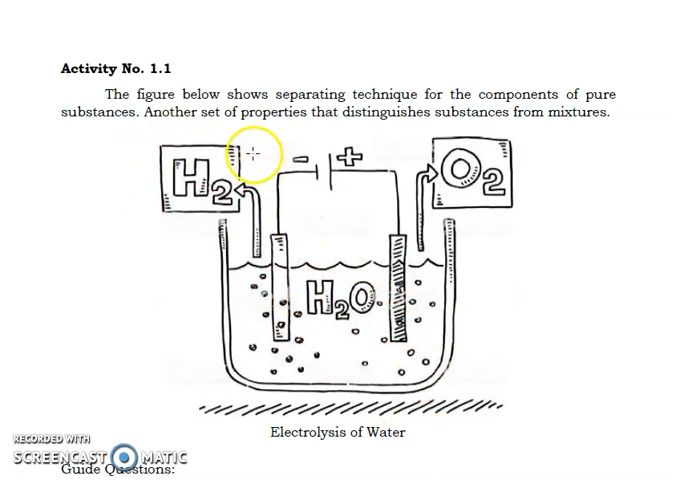 Activity No. 1.1
The figure below shows separating technique for the components of pure
substances. Another set of properties that distinguishes substances from mixtures.
- +
H2
O2
H2O
Electrolysis of Water
RECORDED WITH
SCREENCAST MATIC
Guide Questions: